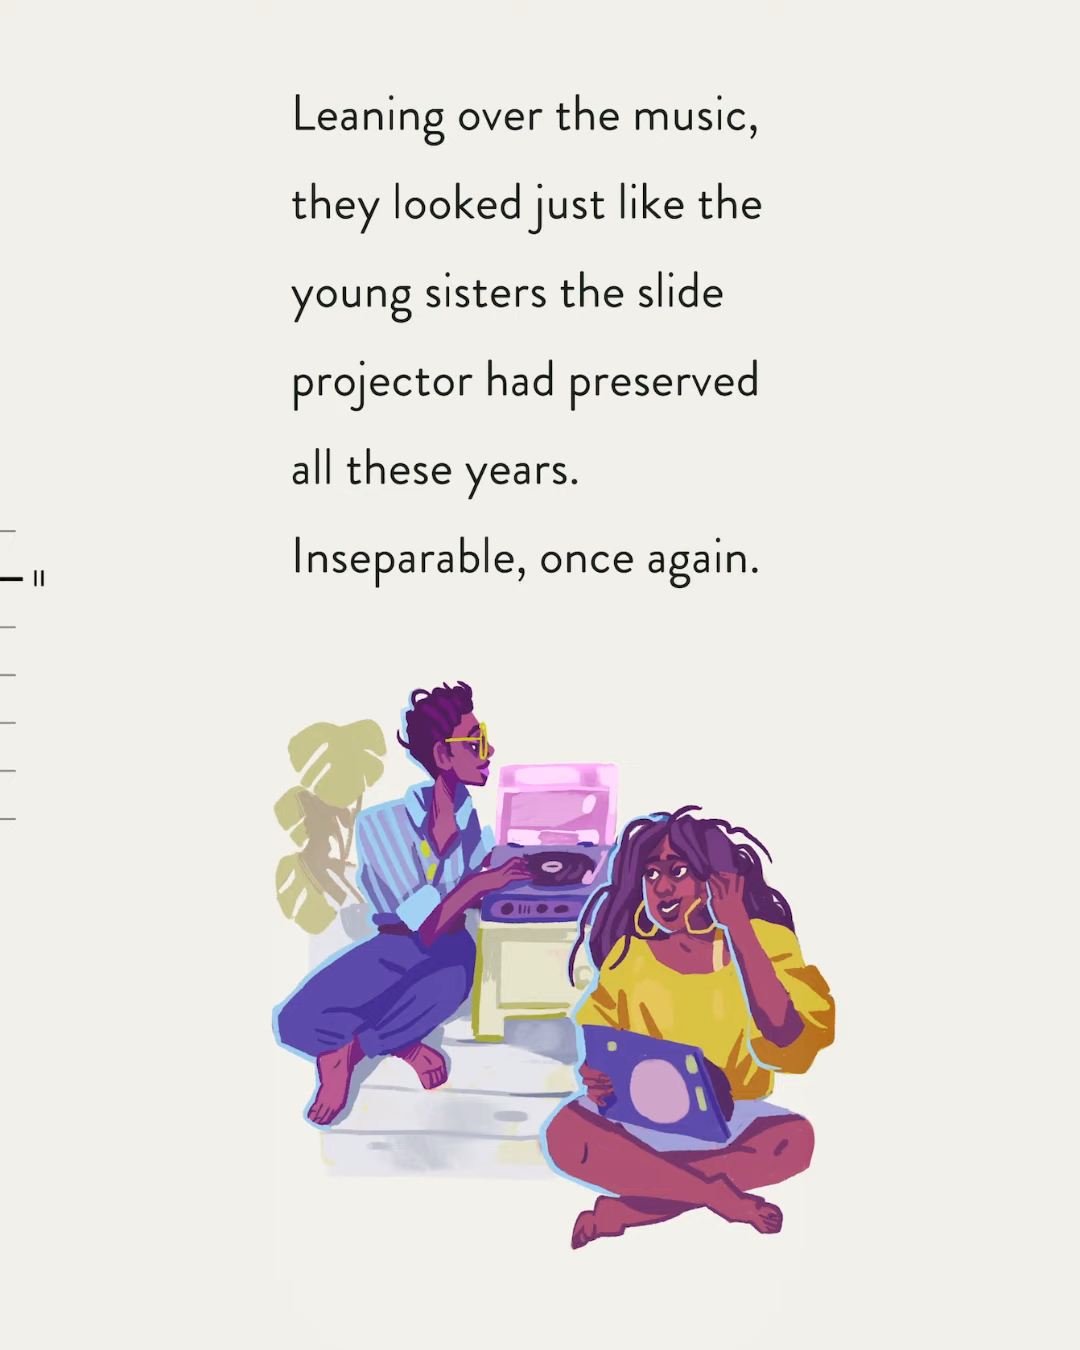 Leaning over the music,
they looked just like the
young sisters the slide
projector had preserved
all these years.
Inseparable, once again.
11